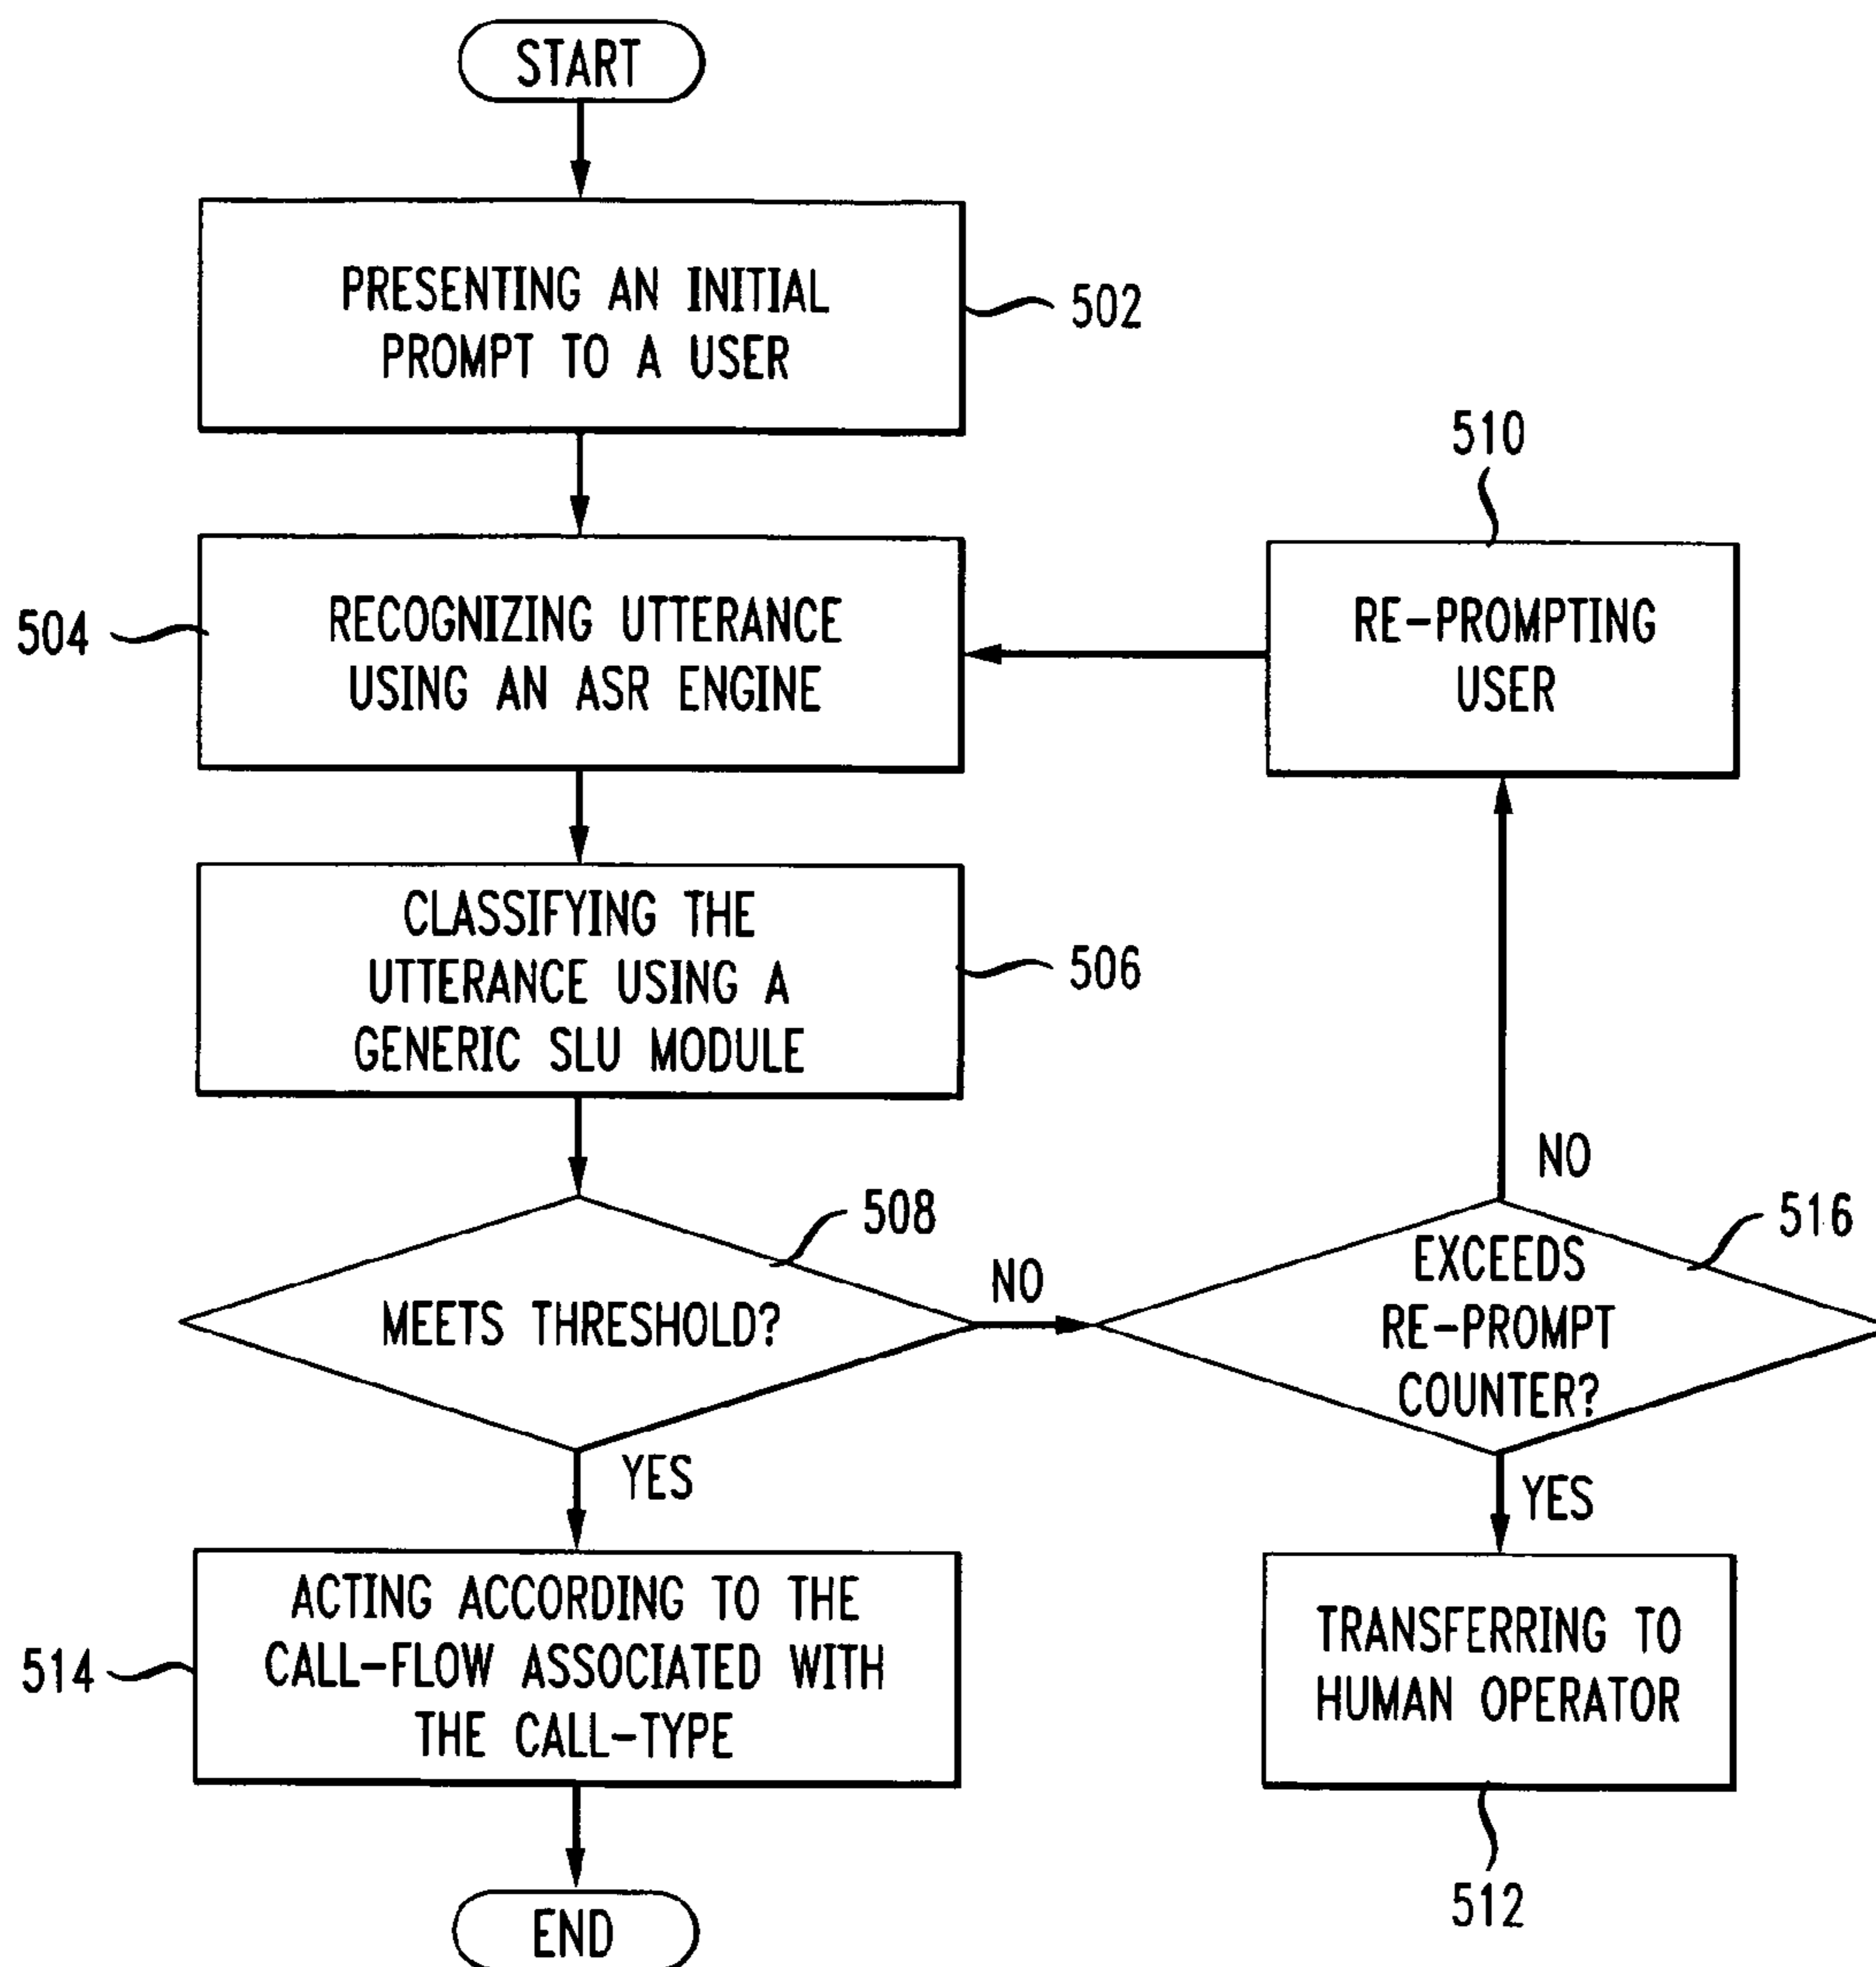 START
PRESENTING AN INITIAL
PROMPT TO A USER
502
504
RECOGNIZING UTTERANCE
USING AN ASR ENGINE
510
RE-PROMPTING
USER
CLASSIFYING THE
UTTERANCE USING A
GENERIC SLU MODULE
506
508
MEETS THRESHOLD?
NO
YES
516
NO
EXCEEDS
RE-PROMPT
COUNTER?
YES
514
ACTING ACCORDING TO THE
CALL-FLOW ASSOCIATED WITH
THE CALL-TYPE
TRANSFERRING TO
HUMAN OPERATOR
512
END